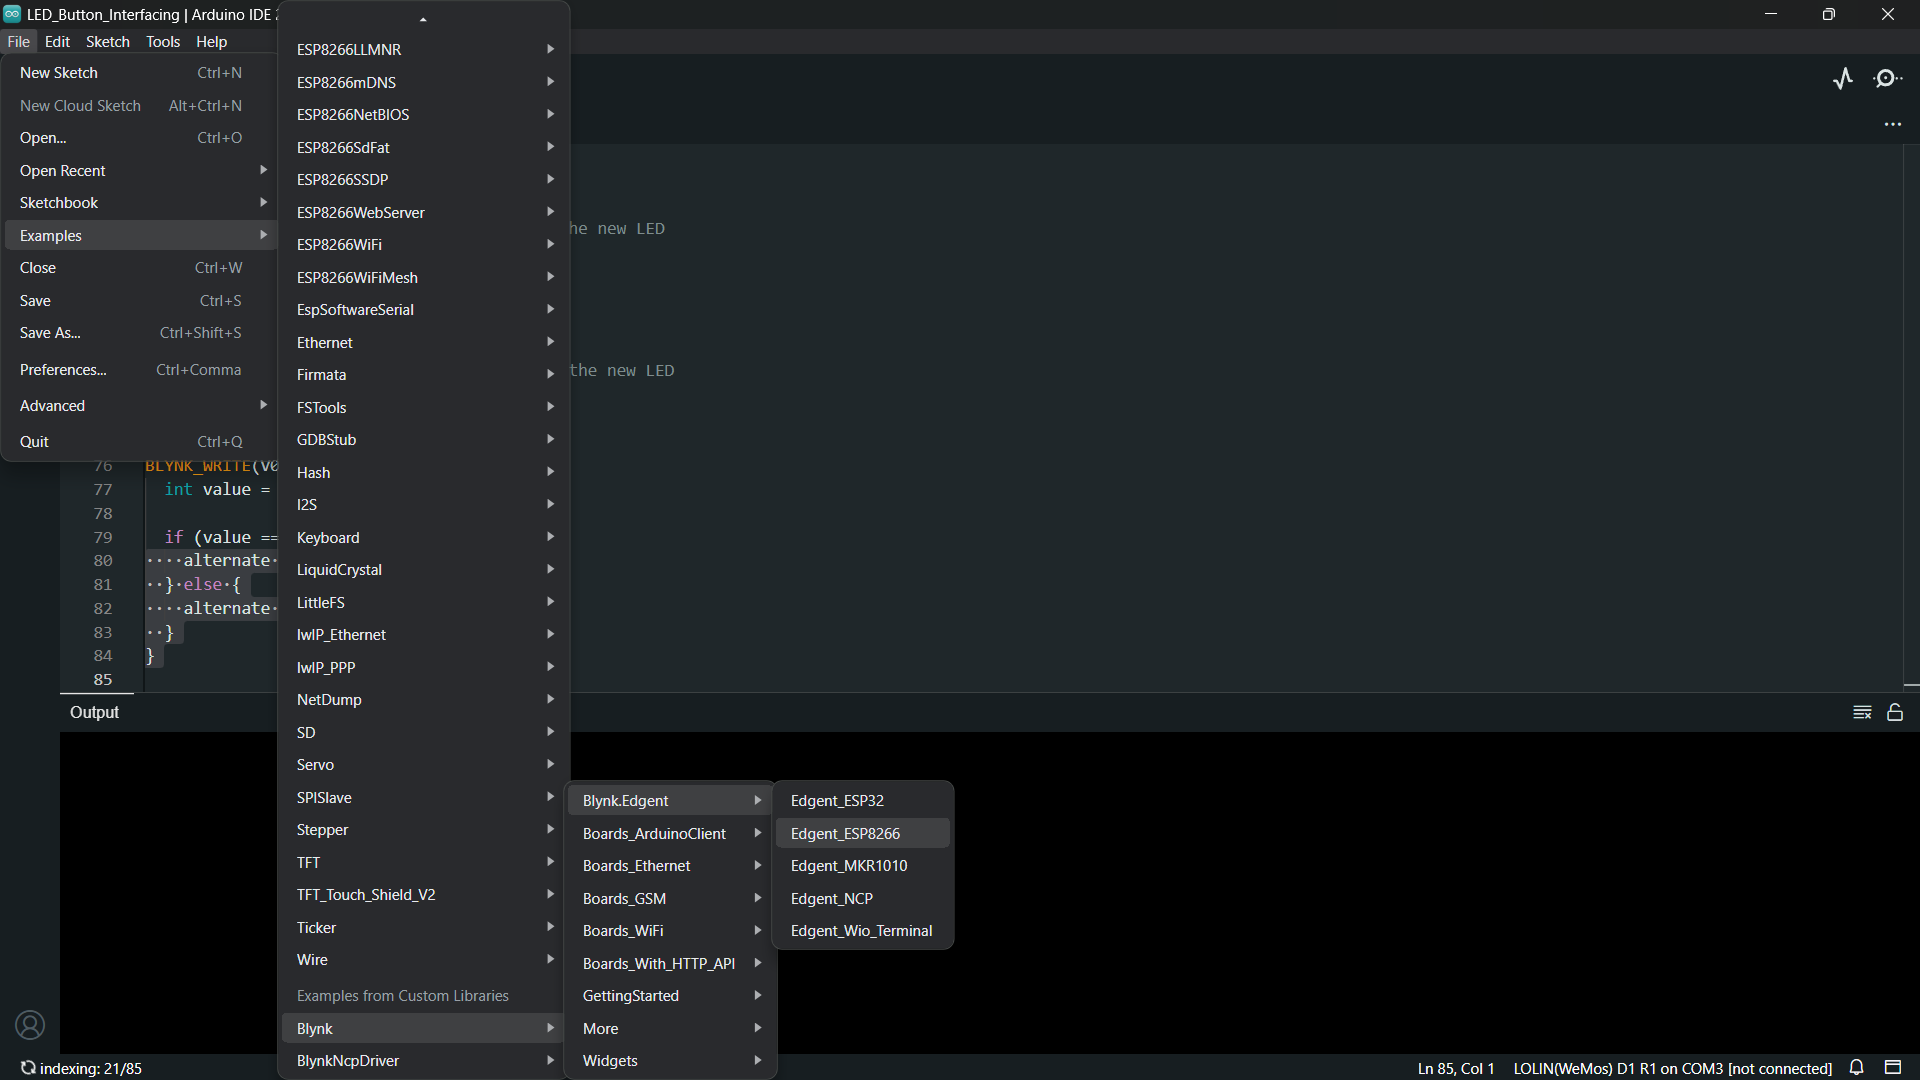 LED_Button_Interfacing | Arduino IDE
File Edit Sketch Tools Help
New Sketch Ctrl+N
New Cloud Sketch Alt+Ctrl+N
Open... Ctrl+O
Open Recent
Sketchbook
Examples
Close Ctrl+W
Save Ctrl+S
Save As... Ctrl+Shift+S
Preferences... Ctrl+Comma
Advanced
Quit Ctrl+Q
ESP8266LLMNR
ESP8266mDNS
ESP8266NetBIOS
ESP8266SdFat
ESP8266SSDP
ESP8266WebServer
ESP8266WiFi
ESP8266WiFiMesh
EspSoftwareSerial
Ethernet
Firmata
FSTools
GDBStub
Hash
I2S
Keyboard
LiquidCrystal
LittleFS
lwIP_Ethernet
lwIP_PPP
NetDump
SD
Servo
SPISlave
Stepper
TFT
TFT_Touch_Shield_V2
Ticker
Wire
Examples from Custom Libraries
Blynk
BlynkNcpDriver
Blynk.Edgent
Boards_ArduinoClient
Boards_Ethernet
Boards_GSM
Boards_WiFi
Boards_With_HTTP_API
GettingStarted
More
Widgets
Edgent_ESP32
Edgent_ESP8266
Edgent_MKR1010
Edgent_NCP
Edgent_Wio_Terminal
he new LED
the new LED
76 BLYNK_WRITE(V0
77 int value =
78
79 if (value ==
80 ····alternate·
81 ··}·else·{
82 ····alternate·
83 ··}
84 }
85
Output
indexing: 21/85
Ln 85, Col 1 LOLIN(WeMos) D1 R1 on COM3 [not connected]